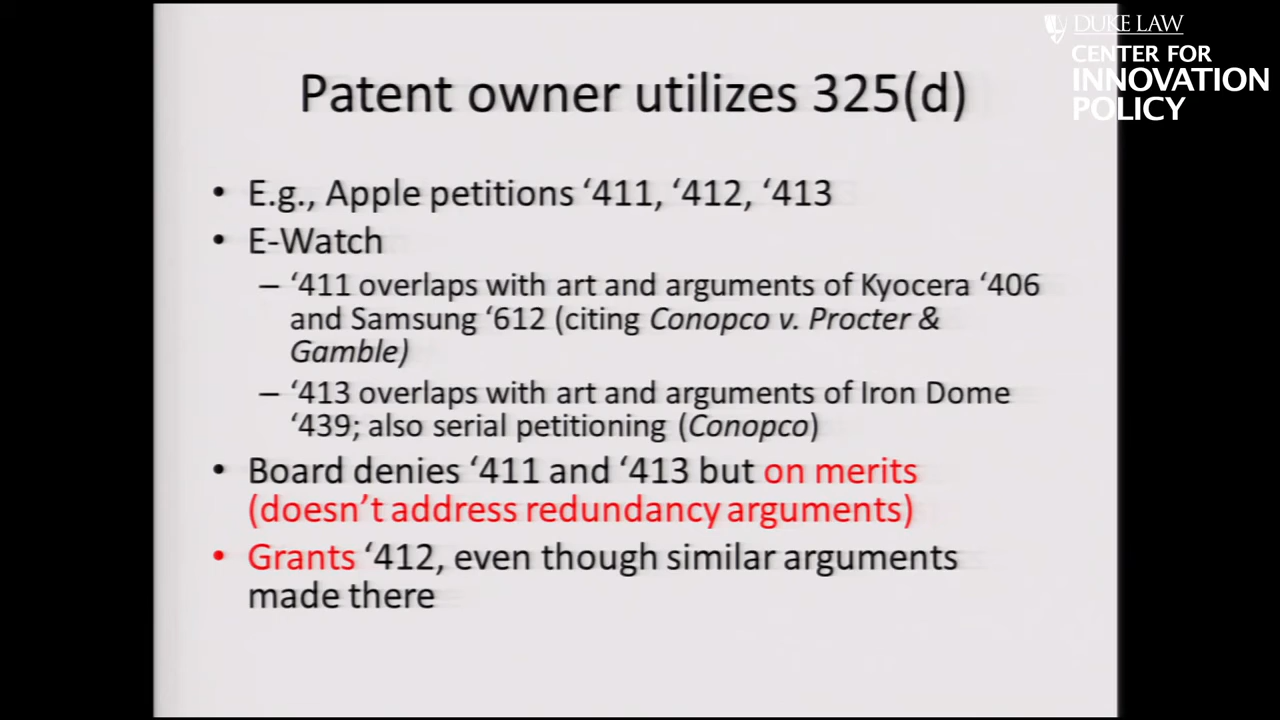 DUKE LAW
CENTER FOR
INNOVATION
POLICY
Patent owner utilizes 325(d)
• E.g., Apple petitions ‘411, ‘412, ‘413
• E-Watch
– ‘411 overlaps with art and arguments of Kyocera ‘406
and Samsung ‘612 (citing Conopco v. Procter &
Gamble)
– ‘413 overlaps with art and arguments of Iron Dome
‘439; also serial petitioning (Conopco)
• Board denies ‘411 and ‘413 but on merits
(doesn’t address redundancy arguments)
• Grants ‘412, even though similar arguments
made there